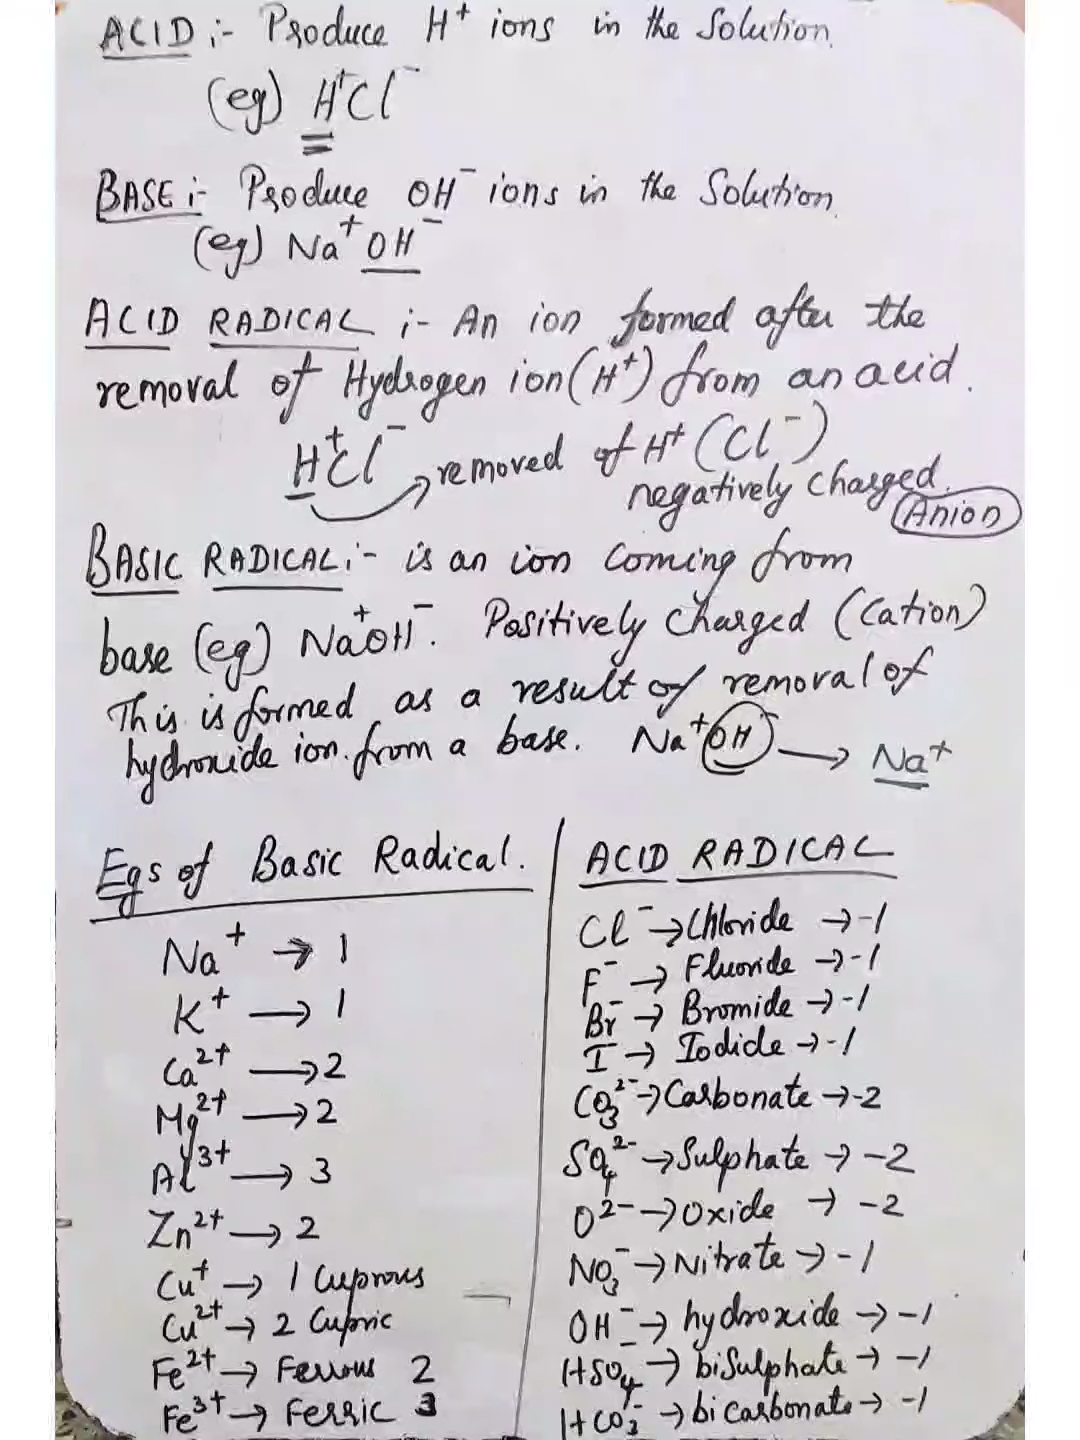 ACID :- Produce H⁺ ions in the Solution.
(eg) H⁺Cl⁻
BASE :- Produce OH⁻ ions in the Solution.
(eg) Na⁺OH⁻
ACID RADICAL :- An ion formed after the
removal of Hydrogen ion (H⁺) from an acid.
H⁺Cl⁻ → removed of H⁺ (Cl⁻)
negatively charged.
Anion
BASIC RADICAL :- is an ion coming from
base (eg) Na⁺OH⁻. Positively charged (Cation)
This is formed as a result of removal of
hydroxide ion from a base. Na⁺OH⁻ → Na⁺
Egs of Basic Radical.
Na⁺ → 1
K⁺ → 1
Ca²⁺ → 2
Mg²⁺ → 2
Al³⁺ → 3
Zn²⁺ → 2
Cu⁺ → 1 Cuprous
Cu²⁺ → 2 Cupric
Fe²⁺ → Ferrous 2
Fe³⁺ → Ferric 3
ACID RADICAL
Cl⁻ → Chloride → -1
F⁻ → Fluoride → -1
Br⁻ → Bromide → -1
I → Iodide → -1
CO₃²⁻ → Carbonate → -2
SO₄²⁻ → Sulphate → -2
O²⁻ → Oxide → -2
NO₃⁻ → Nitrate → -1
OH⁻ → hydroxide → -1
HSO₄⁻ → bisulphate → -1
HCO₃⁻ → bicarbonate → -1